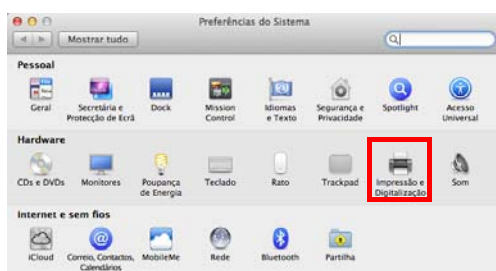 Preferências do Sistema
Mostrar tudo
Pessoal
Geral
Secretária e
Protecção de Ecrã
Dock
Mission
Control
Idiomas
e Texto
Segurança e
Privacidade
Spotlight
Acesso
Universal
Hardware
CDs e DVDs
Monitores
Poupança
de Energia
Teclado
Rato
Trackpad
Impressão e
Digitalização
Som
Internet e sem fios
iCloud
Correio, Contactos,
Calendários
MobileMe
Rede
Bluetooth
Partilha